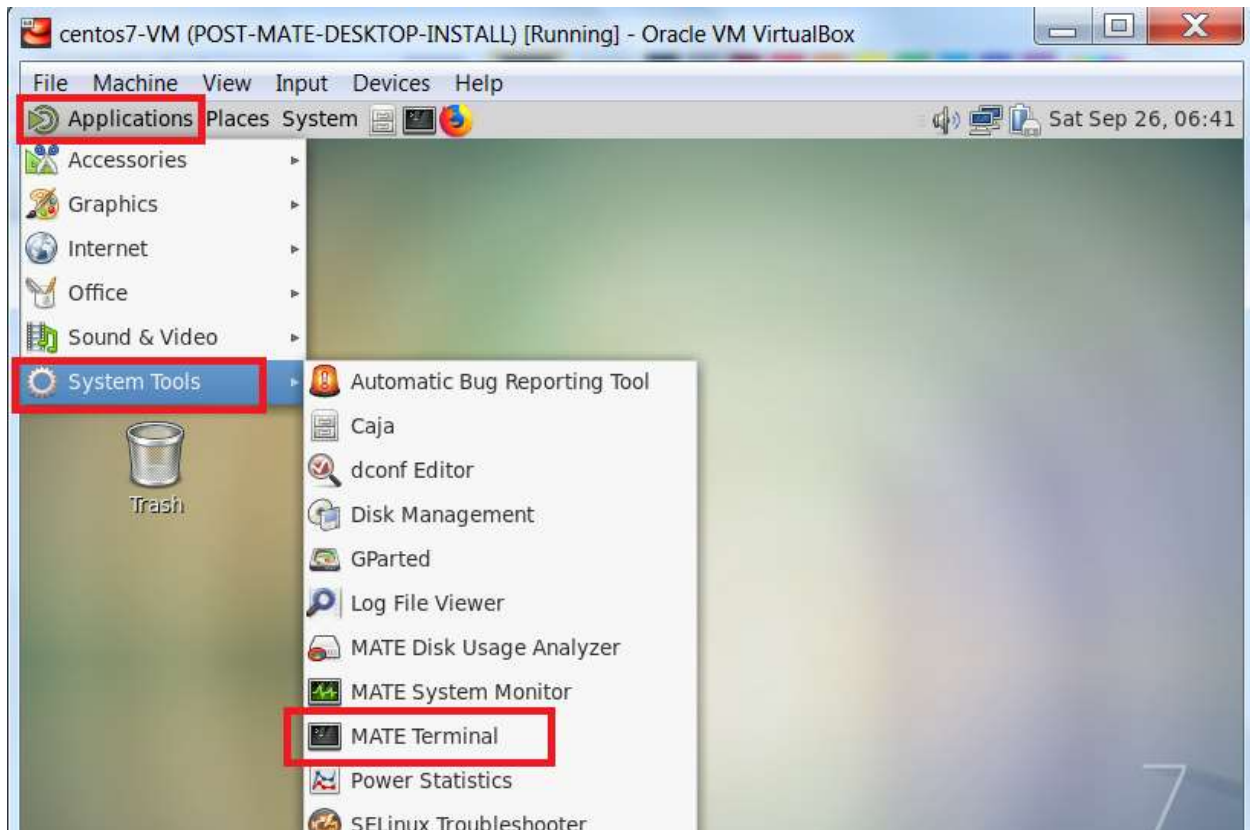 centos7-VM (POST-MATE-DESKTOP-INSTALL) [Running] - Oracle VM VirtualBox
File Machine View Input Devices Help
Applications Places System Sat Sep 26, 06:41
Accessories
Graphics
Internet
Office
Sound & Video
System Tools
Automatic Bug Reporting Tool
Caja
dconf Editor
Disk Management
GParted
Log File Viewer
MATE Disk Usage Analyzer
MATE System Monitor
MATE Terminal
Power Statistics
SELinux Troubleshooter
Trash
7